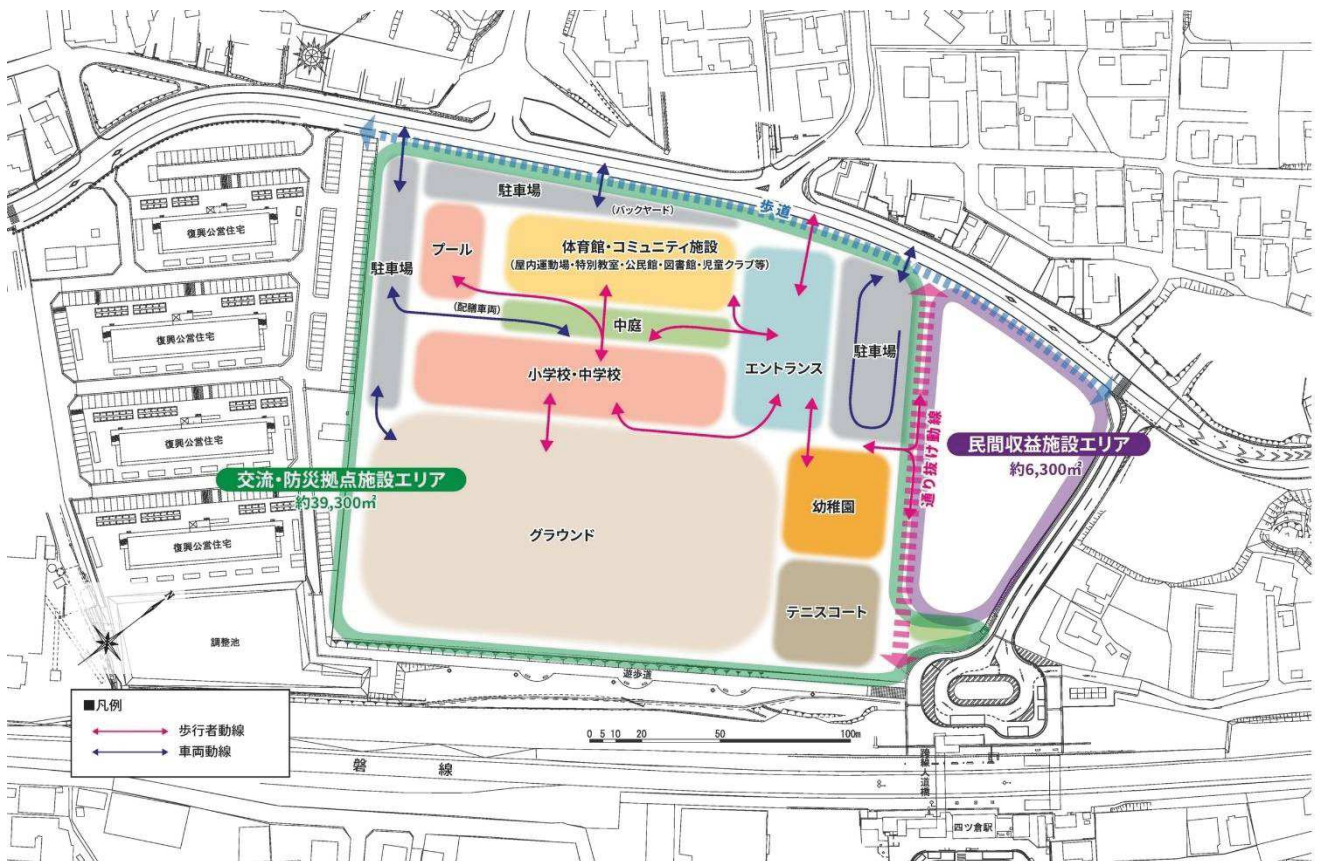 駐車場
(バックヤード)
歩道
復興公営住宅
プール
体育館・コミュニティ施設
(屋内運動場・特別教室・公民館・図書館・児童クラブ等)
駐車場
(配膳車両)
中庭
復興公営住宅
小学校・中学校
エントランス
駐車場
復興公営住宅
通り抜け動線
民間収益施設エリア
約6,300㎡
交流・防災拠点施設エリア
約39,300㎡
幼稚園
グラウンド
復興公営住宅
テニスコート
N
調整池
遊歩道
■凡例
歩行者動線
車両動線
0 5 10 20 50 100m
磐 線
跨線人道橋
四ツ倉駅